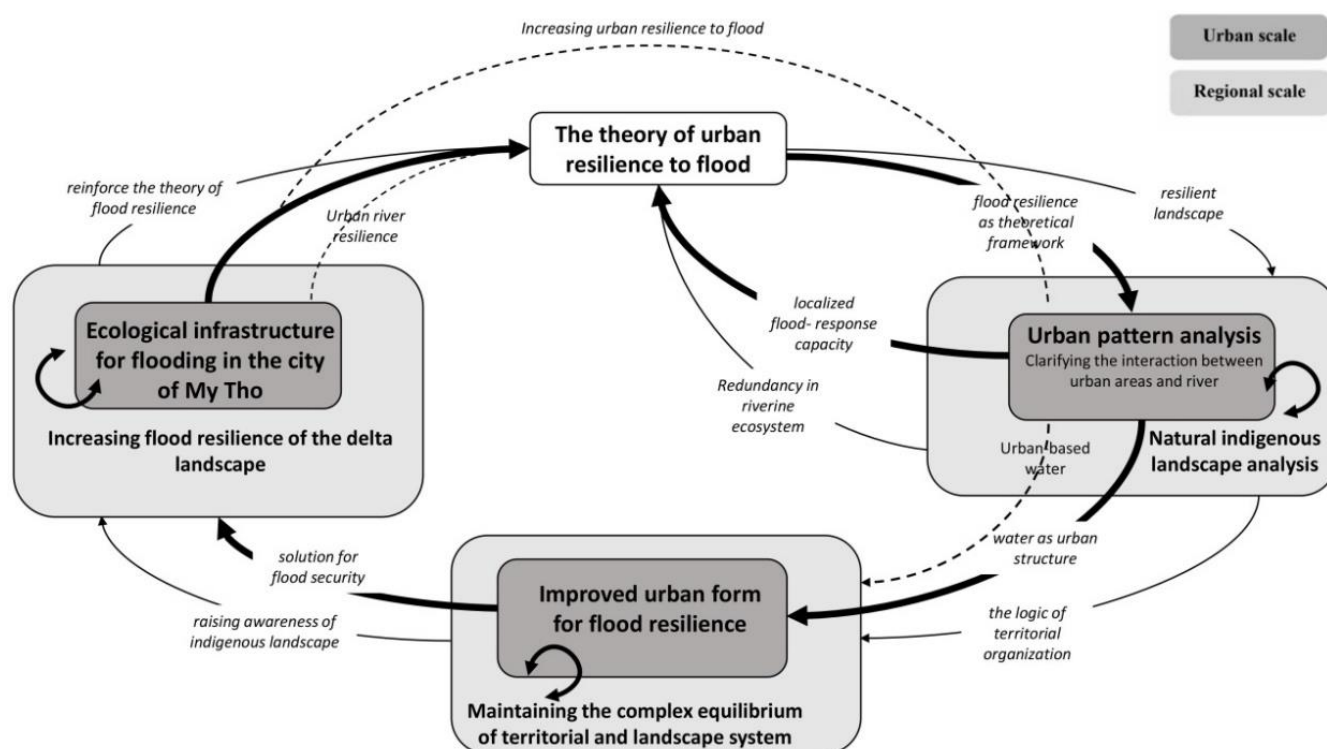 Increasing urban resilience to flood
Urban scale
Regional scale
The theory of urban
resilience to flood
reinforce the theory of
flood resilience
Urban river
resilience
flood resilience
as theoretical
framework
resilient
landscape
localized
flood- response
capacity
Ecological infrastructure
for flooding in the city
of My Tho
Increasing flood resilience of the delta
landscape
Urban pattern analysis
Clarifying the interaction between
urban areas and river
Redundancy in
riverine
ecosystem
Natural indigenous
landscape analysis
Urban-based
water
solution for
flood security
water as urban
structure
Improved urban form
for flood resilience
raising awareness of
indigenous landscape
the logic of
territorial
organization
Maintaining the complex equilibrium
of territorial and landscape system